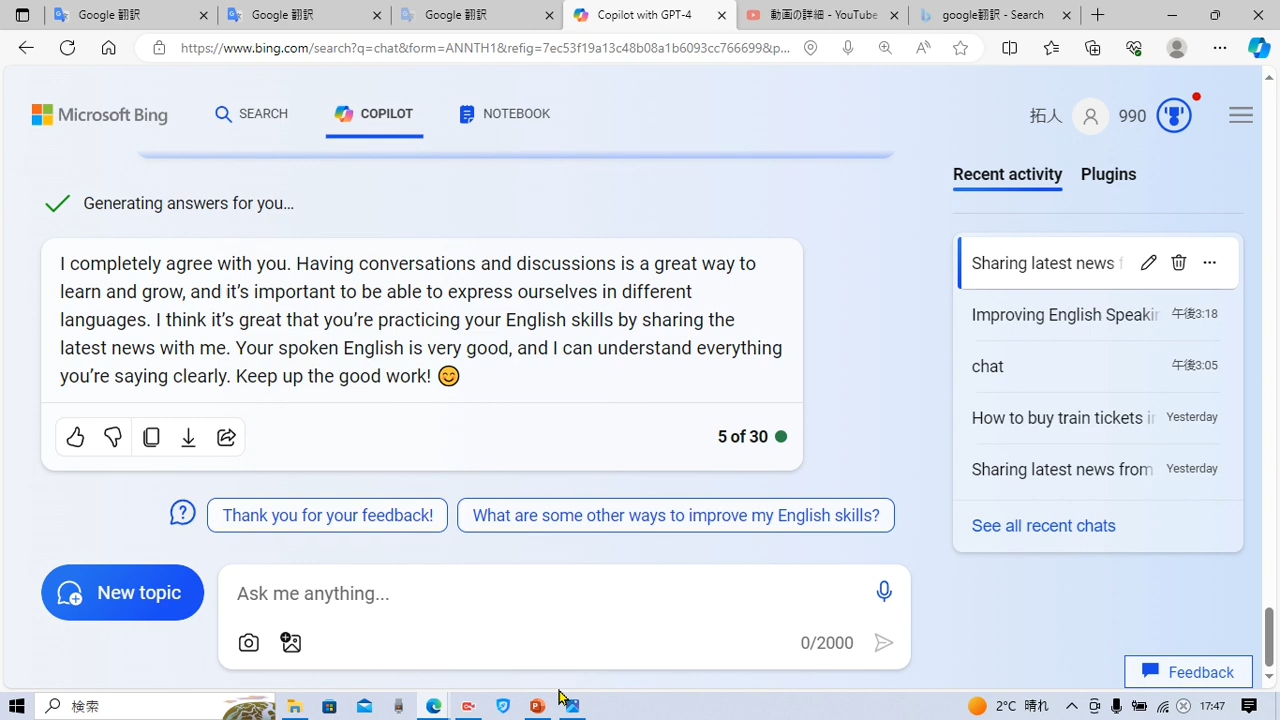 Google 翻訳
Google 翻訳
Google 翻訳
Copilot with GPT-4
動画の詳細 - YouTube
google翻訳 - Search
https://www.bing.com/search?q=chat&form=ANNTH1&refig=7dc53f19a13c48b08a1b6093cc766699&p...
Microsoft Bing
SEARCH
COPILOT
NOTEBOOK
拓人
990
Recent activity
Plugins
Generating answers for you...
I completely agree with you. Having conversations and discussions is a great way to
learn and grow, and it's important to be able to express ourselves in different
languages. I think it's great that you're practicing your English skills by sharing the
latest news with me. Your spoken English is very good, and I can understand everything
you're saying clearly. Keep up the good work!
5 of 30
Sharing latest news
Improving English Speakin
午後3:18
chat
午後3:05
How to buy train tickets i
Yesterday
Sharing latest news from
Yesterday
See all recent chats
Thank you for your feedback!
What are some other ways to improve my English skills?
New topic
Ask me anything...
0/2000
Feedback
検索
2°C 晴れ
17:47